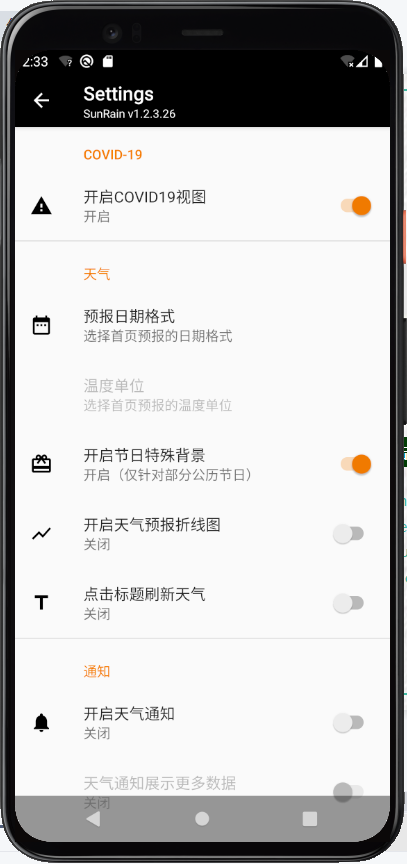 2:33
Settings
SunRain v1.2.3.26
COVID-19
开启COVID19视图
开启
天气
预报日期格式
选择首页预报的日期格式
温度单位
选择首页预报的温度单位
开启节日特殊背景
开启（仅针对部分公历节日）
开启天气预报折线图
关闭
点击标题刷新天气
关闭
通知
开启天气通知
关闭
天气通知展示更多数据
关闭